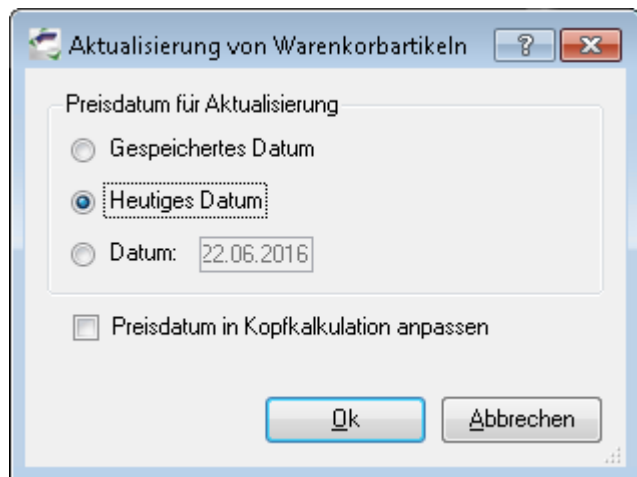 Aktualisierung von Warenkorbartikeln
Preisdatum für Aktualisierung
Gespeichertes Datum
Heutiges Datum
Datum: 22.06.2016
Preisdatum in Kopfkalkulation anpassen
Ok Abbrechen